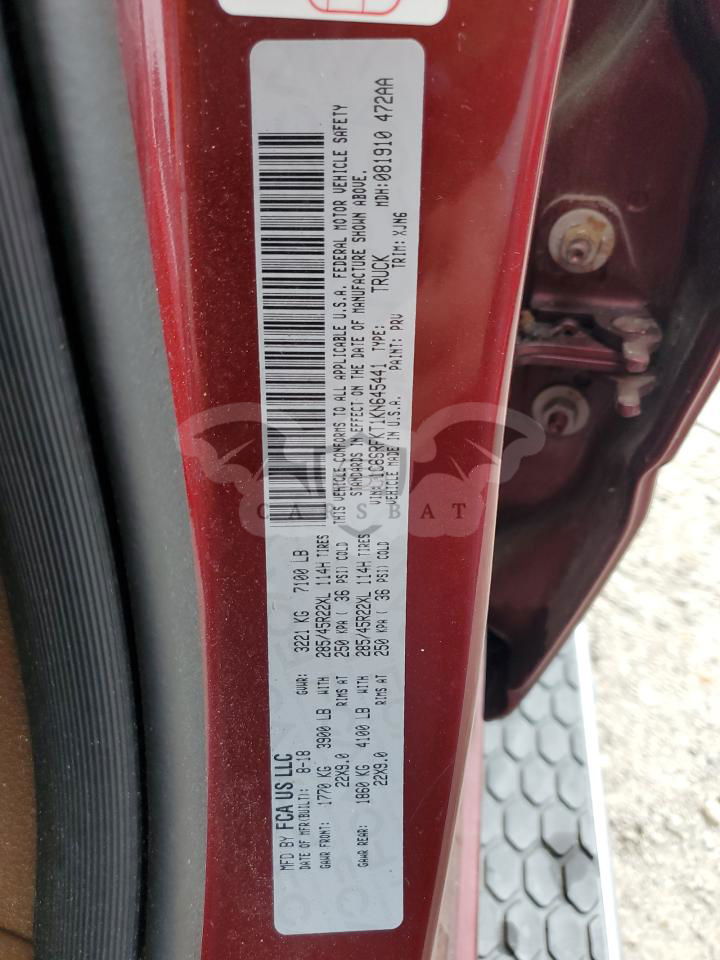 MFD BY FCA US LLC
DATE OF MFR(BUILT): 8-18 GVWR: 3221 KG 7100 LB
GAWR FRONT: 1770 KG 3900 LB WITH 285/45R22XL 114H TIRES
22X9.0 RIMS AT 250 KPA ( 36 PSI) COLD
GAWR REAR: 1860 KG 4100 LB WITH 285/45R22XL 114H TIRES
22X9.0 RIMS AT 250 KPA ( 36 PSI) COLD
THIS VEHICLE CONFORMS TO ALL APPLICABLE U.S.A. FEDERAL MOTOR VEHICLE SAFETY
STANDARDS IN EFFECT ON THE DATE OF MANUFACTURE SHOWN ABOVE.
VIN: 1C6SRFKT1KN645441 TYPE: TRUCK MDH: 081910 472AA
VEHICLE MADE IN U.S.A. PAINT: PRV TRIM: XJN6
CARSBAT